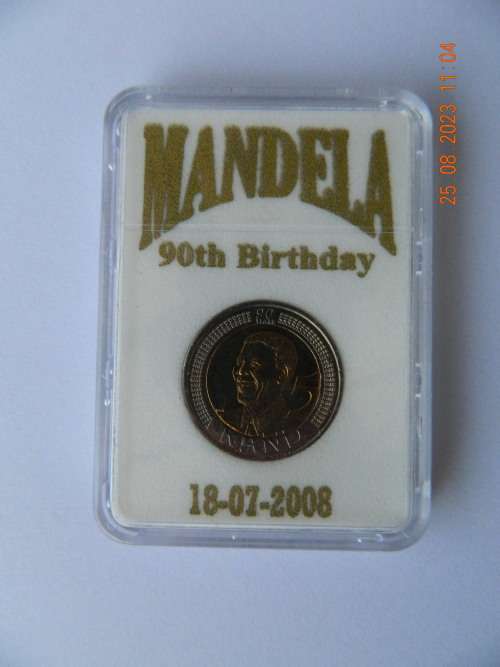 MANDELA
90th Birthday
RAND
18-07-2008
25 08 2023 11:04